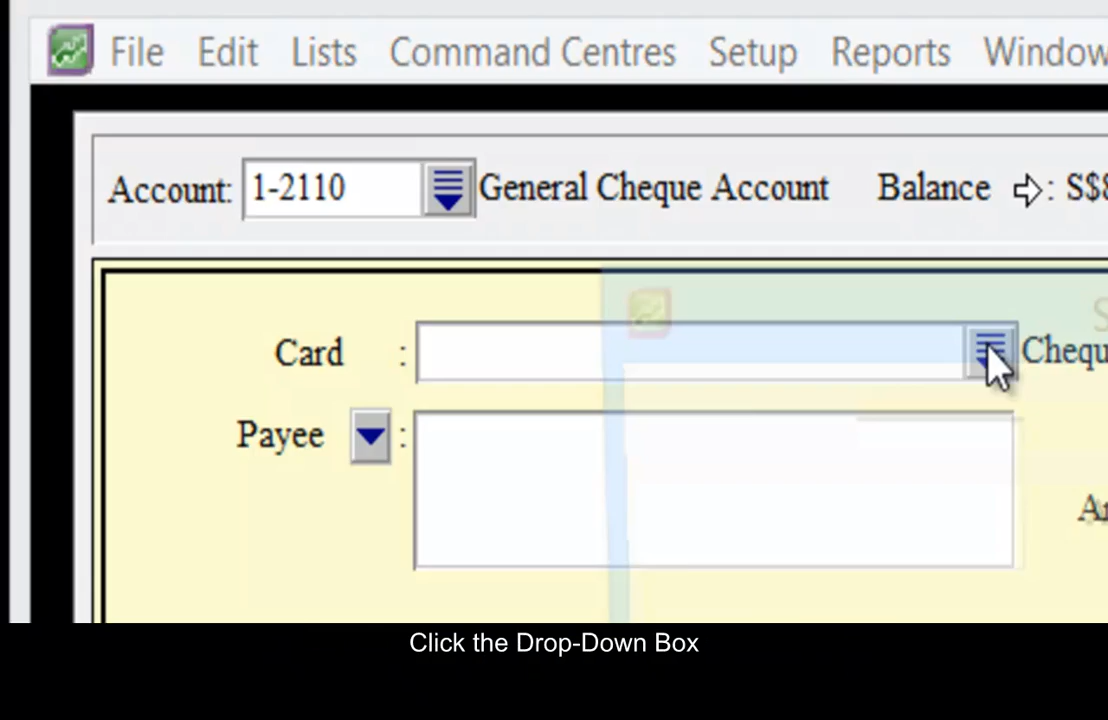 File Edit Lists Command Centres Setup Reports Window
Account: 1-2110 General Cheque Account Balance : S$
Card :
Payee :
Click the Drop-Down Box